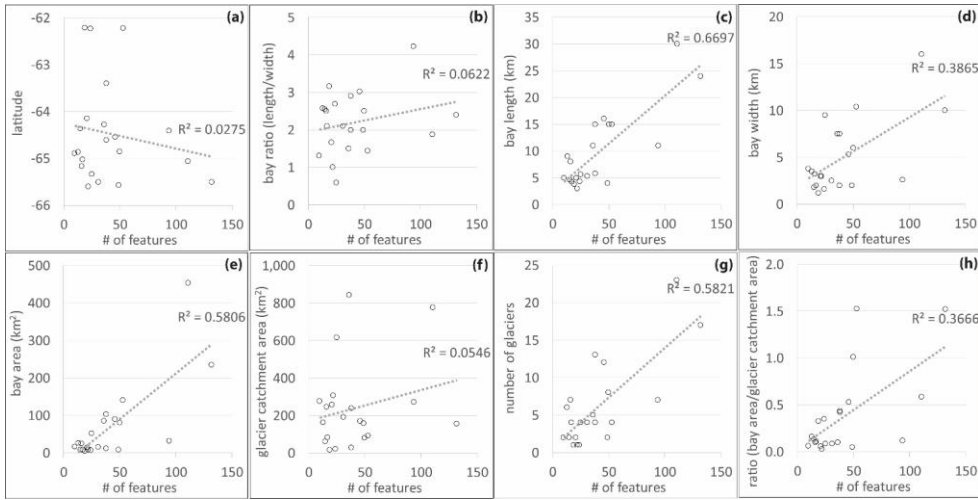 (a)
-62
-63
-64
-65
-66
latitude
R² = 0.0275
0 50 100 150
# of features
(b)
5
4
3
2
1
0
bay ratio (length/width)
R² = 0.0622
0 50 100 150
# of features
(c)
35
30
25
20
15
10
5
0
bay length (km)
R² = 0.6697
0 50 100 150
# of features
(d)
20
15
10
5
0
bay width (km)
R² = 0.3865
0 50 100 150
# of features
(e)
500
400
300
200
100
0
bay area (km²)
R² = 0.5806
0 50 100 150
# of features
(f)
1,000
800
600
400
200
0
glacier catchment area (km²)
R² = 0.0546
0 50 100 150
# of features
(g)
25
20
15
10
5
0
number of glaciers
R² = 0.5821
0 50 100 150
# of features
(h)
2.0
1.5
1.0
0.5
0.0
ratio (bay area/glacier catchment area)
R² = 0.3666
0 50 100 150
# of features